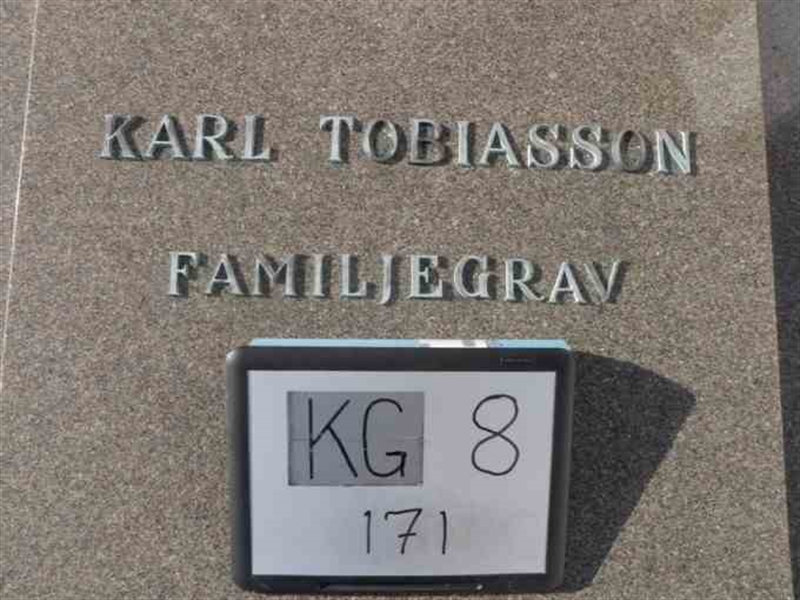 KARL TOBIASSON
FAMILJEGRAV
KG 8
171